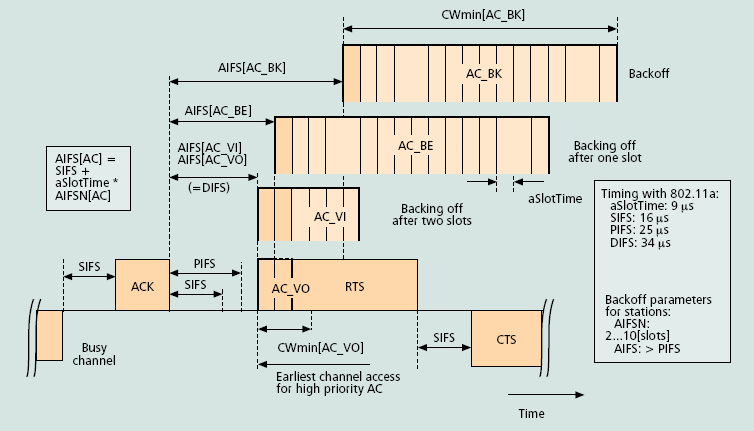 CWmin[AC_BK]
AIFS[AC_BK]
AC_BK
Backoff
AIFS[AC_BE]
AC_BE
Backing off
after one slot
AIFS[AC] =
SIFS +
aSlotTime *
AIFSN[AC]
AIFS[AC_VI]
AIFS[AC_VO]
(=DIFS)
aSlotTime
AC_VI
Backing off
after two slots
Timing with 802.11a:
aSlotTime: 9 µs
SIFS: 16 µs
PIFS: 25 µs
DIFS: 34 µs
Backoff parameters
for stations:
AIFSN:
2...10[slots]
AIFS: > PIFS
SIFS
ACK
PIFS
SIFS
AC_VO
RTS
Busy
channel
CWmin[AC_VO]
SIFS
CTS
Earliest channel access
for high priority AC
Time